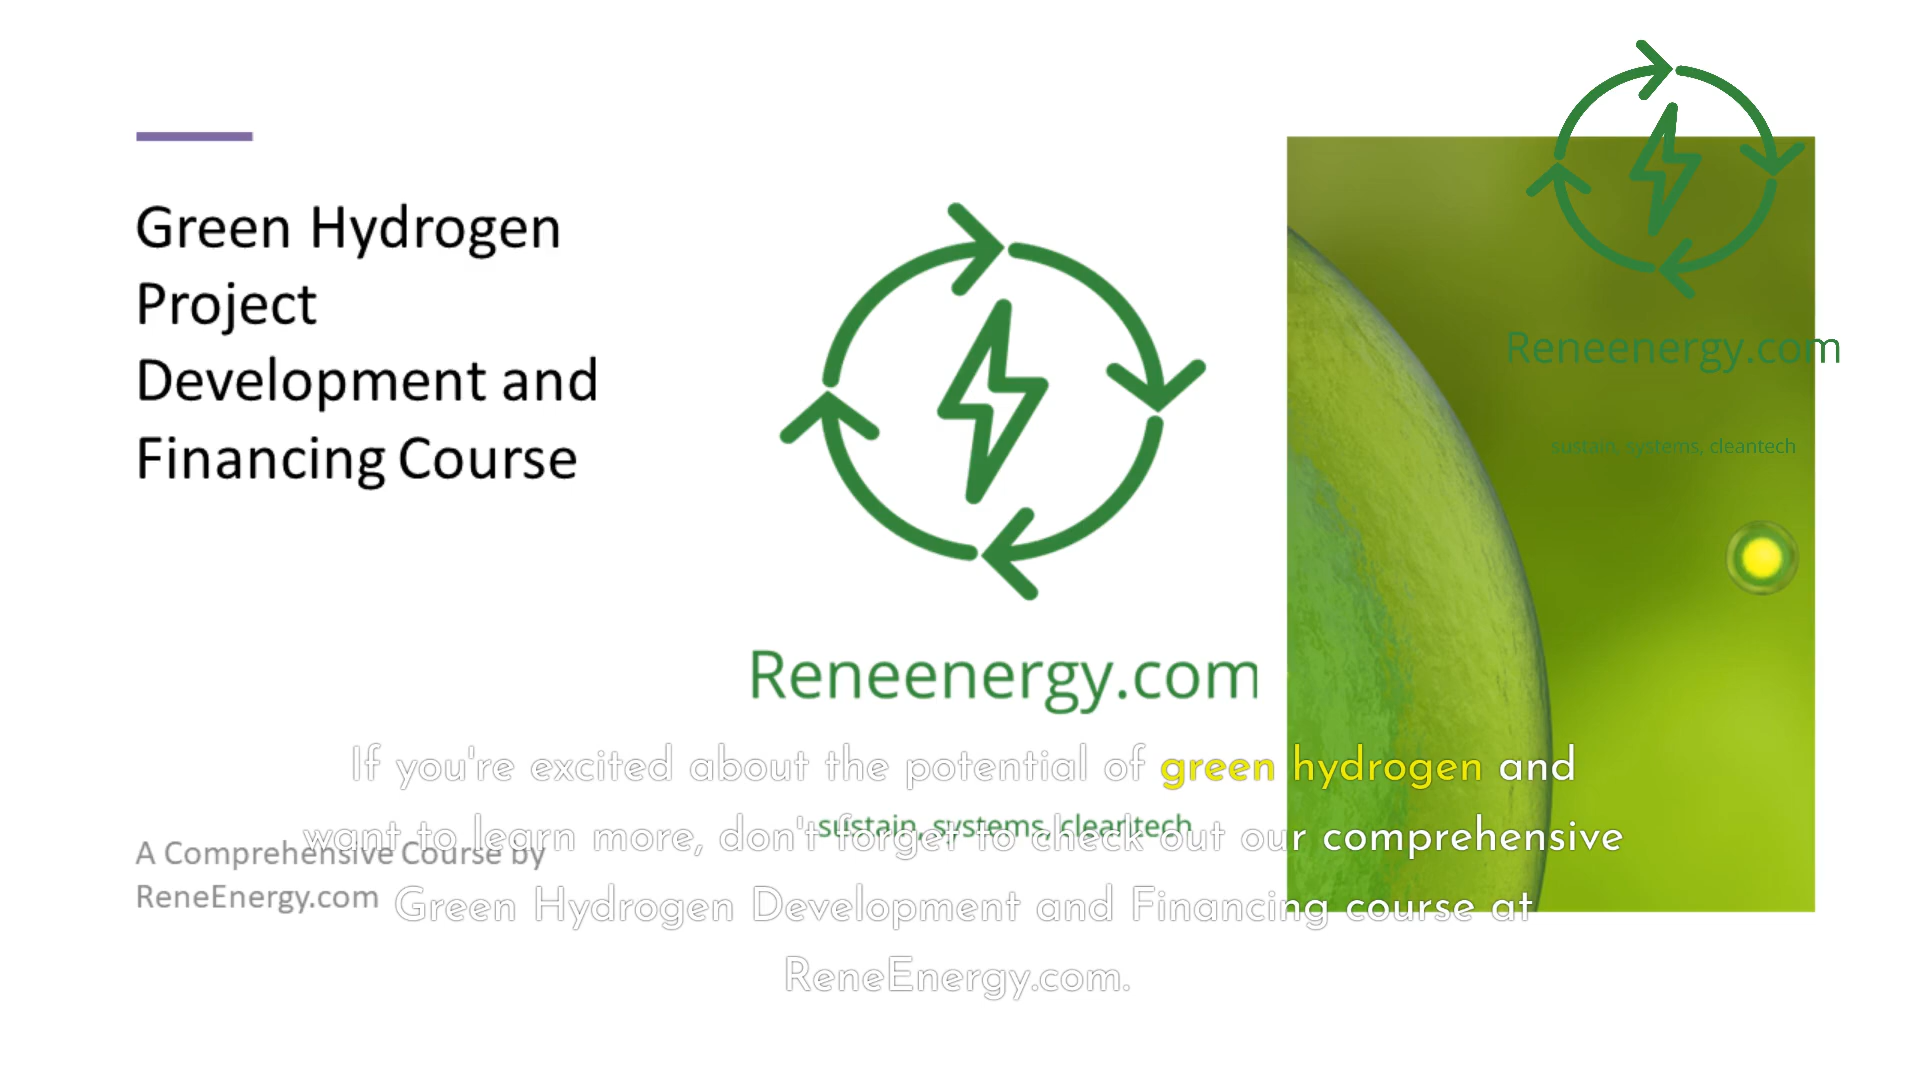 Green Hydrogen
Project
Development and
Financing Course
Reneenergy.com
sustain, systems, cleantech
Reneenergy.com
sustain, systems, cleantech
A Comprehensive Course by
ReneEnergy.com
If you're excited about the potential of green hydrogen and
want to learn more, don't forget to check out our comprehensive
Green Hydrogen Development and Financing course at
ReneEnergy.com.